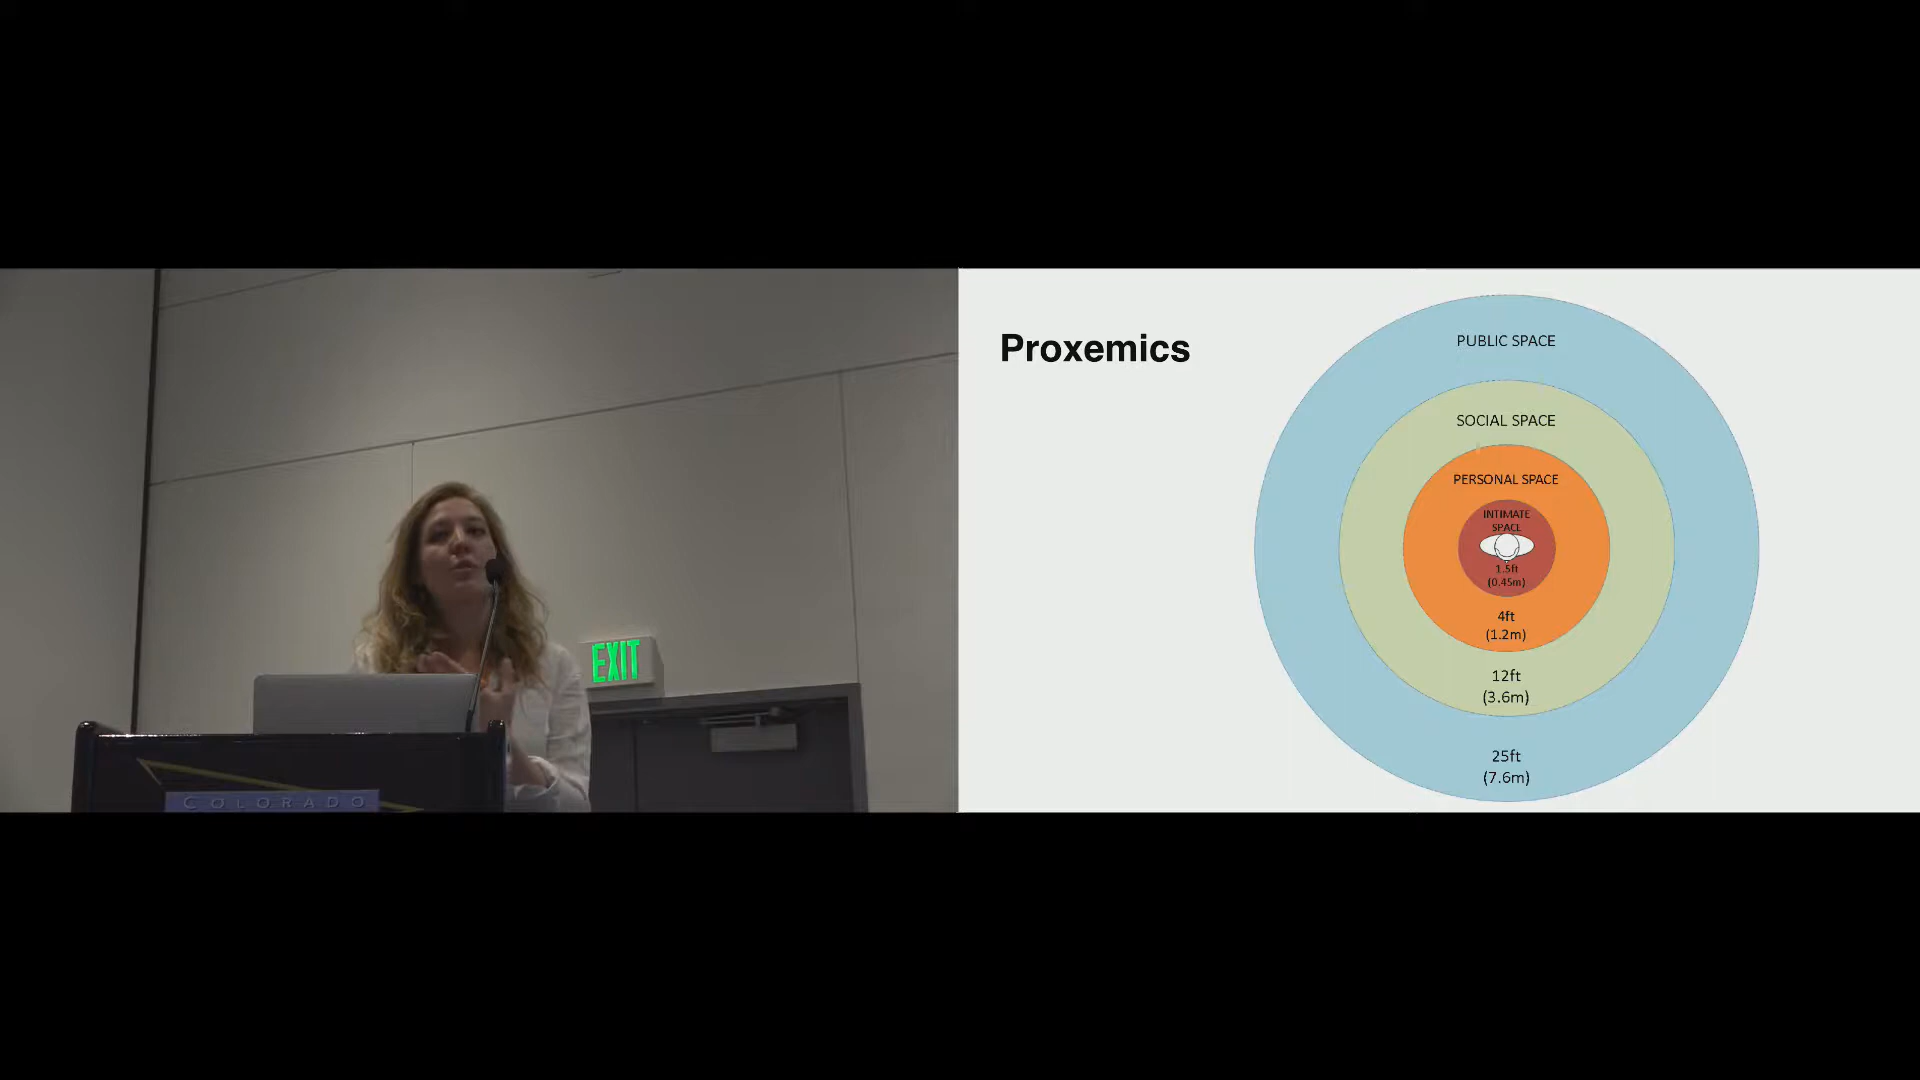 EXIT
COLORADO
Proxemics
PUBLIC SPACE
SOCIAL SPACE
PERSONAL SPACE
INTIMATE
SPACE
1.5ft
(0.45m)
4ft
(1.2m)
12ft
(3.6m)
25ft
(7.6m)